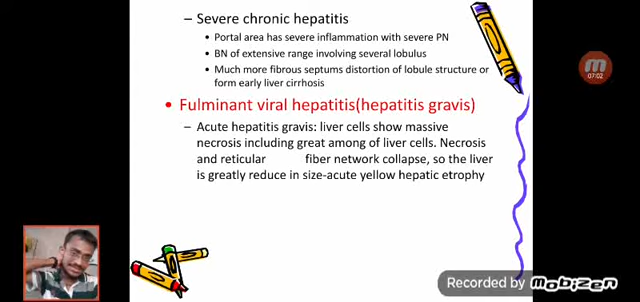 – Severe chronic hepatitis
• Portal area has severe inflammation with severe PN
• BN of extensive range involving several lobulus
• Much more fibrous septums distortion of lobule structure or
form early liver cirrhosis
• Fulminant viral hepatitis(hepatitis gravis)
– Acute hepatitis gravis: liver cells show massive
necrosis including great among of liver cells. Necrosis
and reticular fiber network collapse, so the liver
is greatly reduce in size-acute yellow hepatic etrophy
07:02
Recorded by mobizen